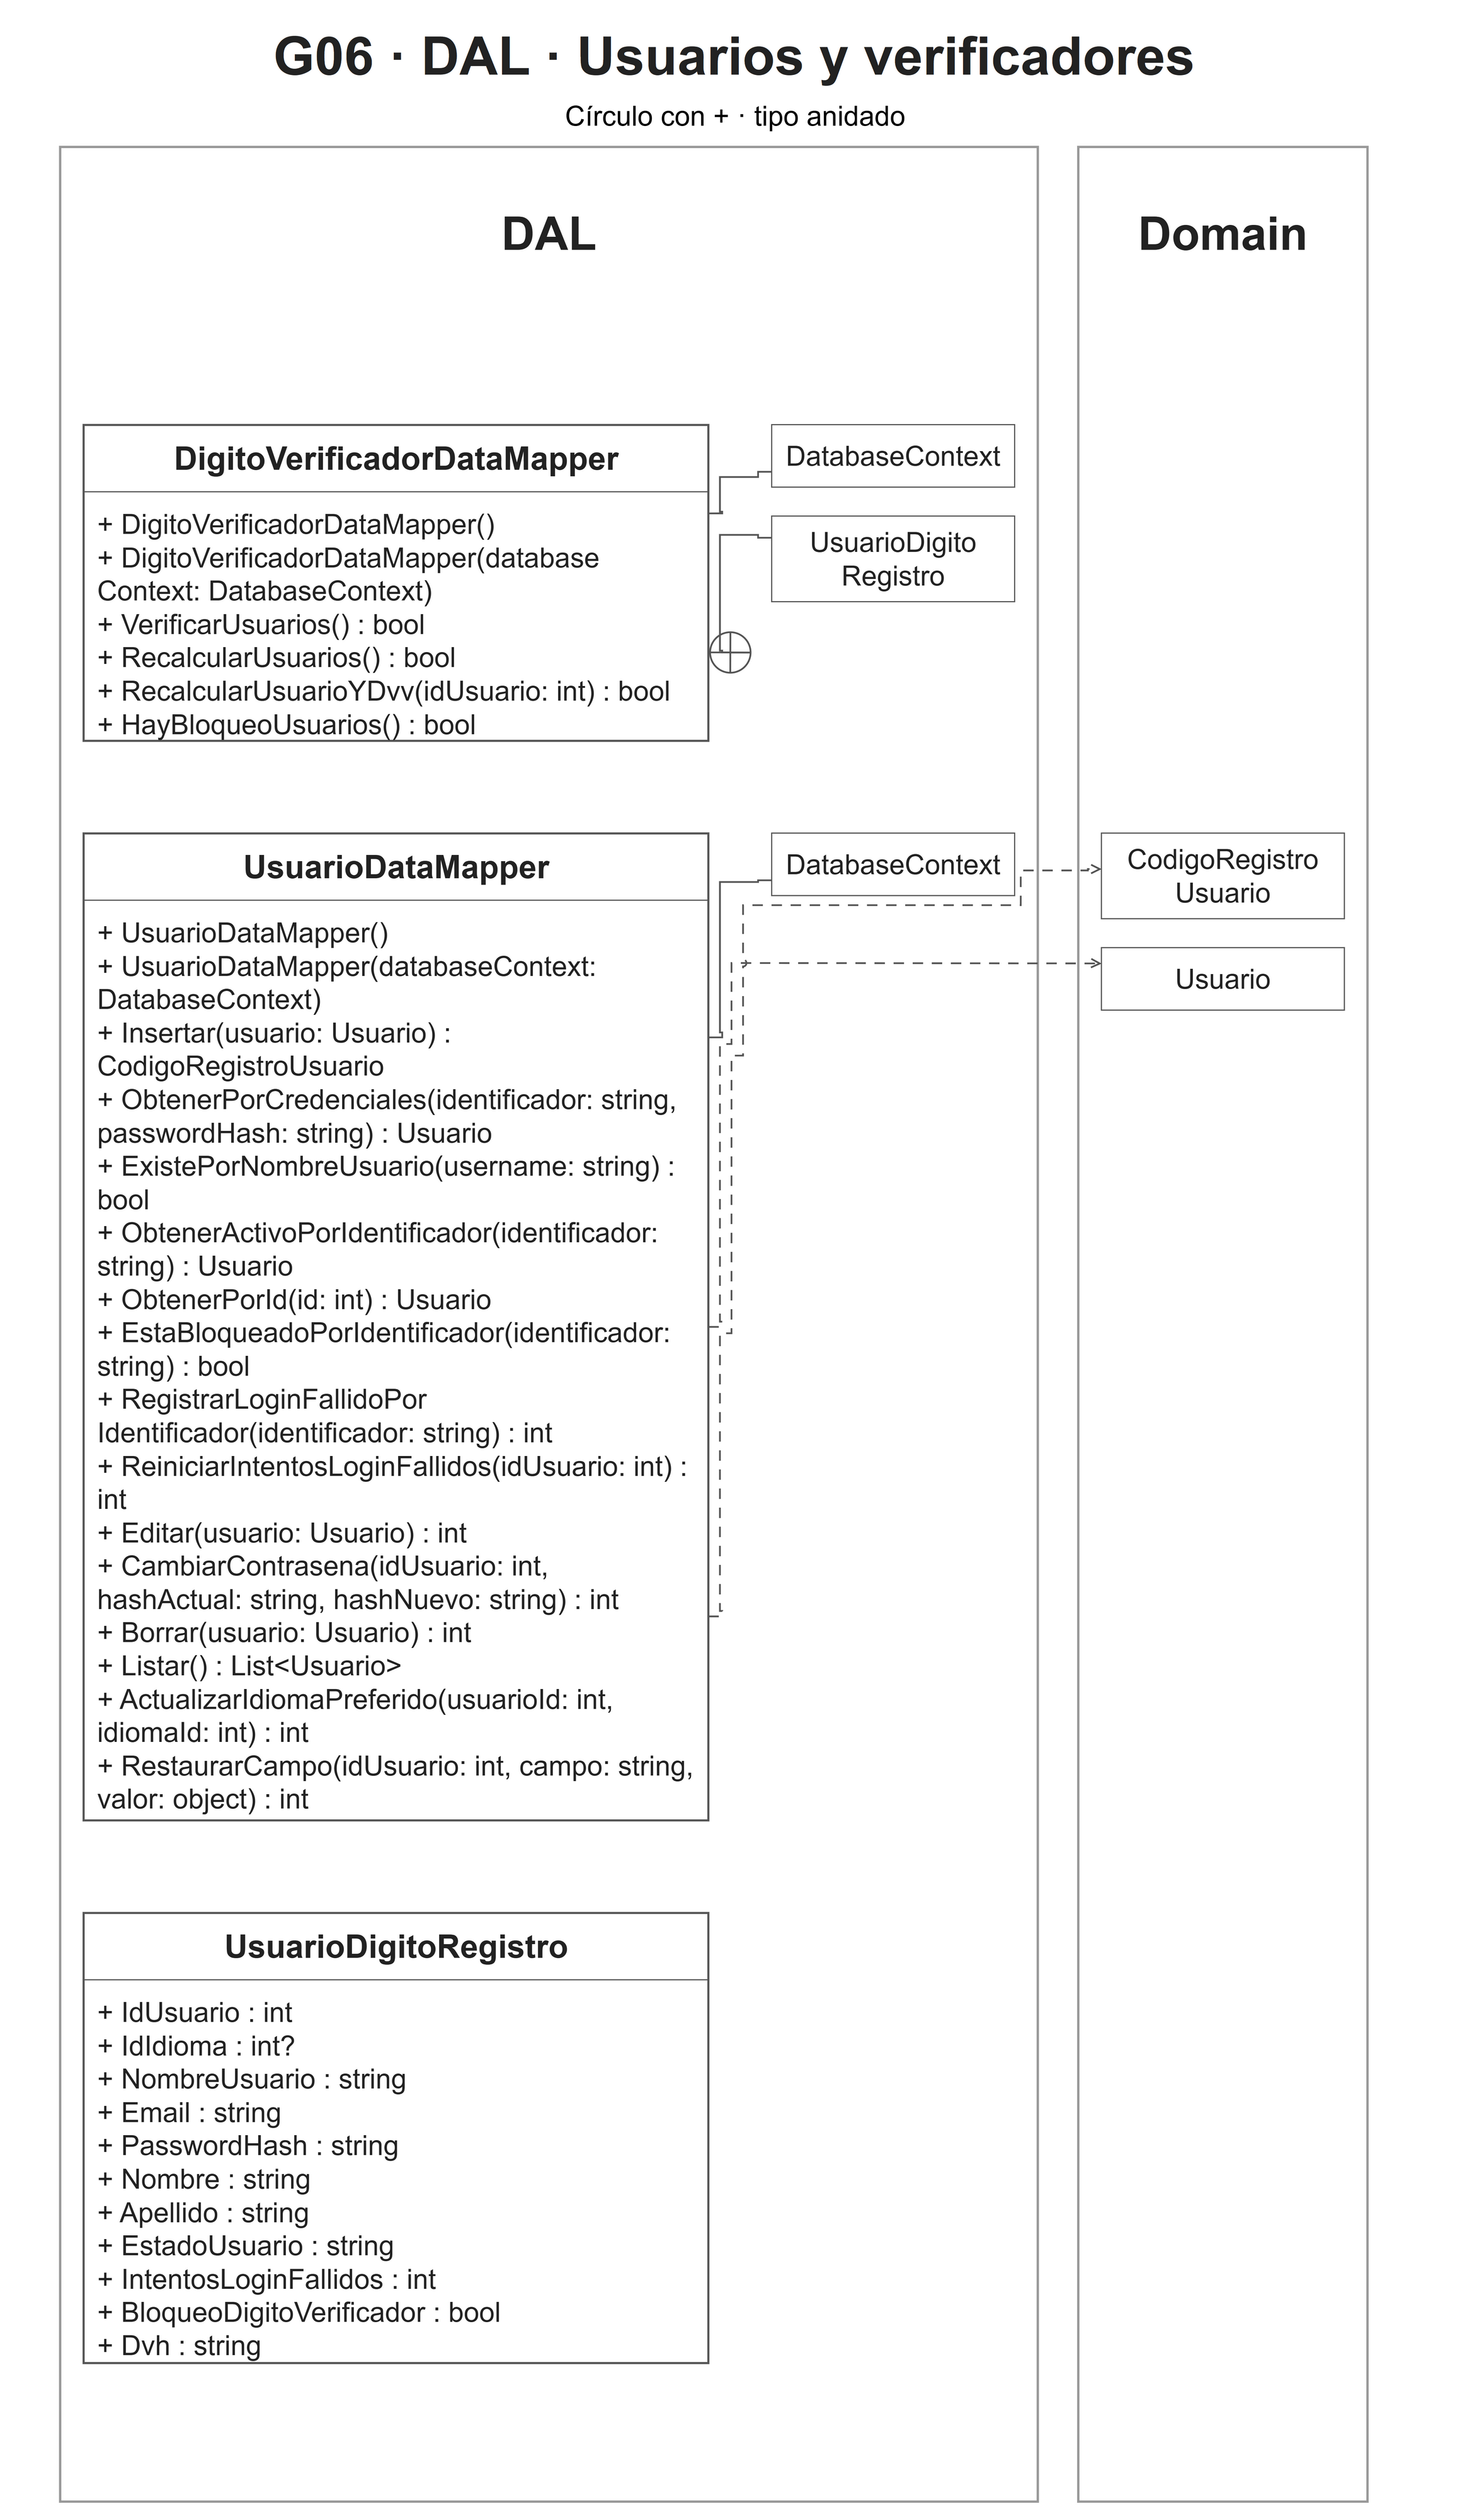 G06 · DAL · Usuarios y verificadores
Círculo con + · tipo anidado
DAL
Domain
DigitoVerificadorDataMapper
+ DigitoVerificadorDataMapper()
+ DigitoVerificadorDataMapper(database
Context: DatabaseContext)
+ VerificarUsuarios() : bool
+ RecalcularUsuarios() : bool
+ RecalcularUsuarioYDvv(idUsuario: int) : bool
+ HayBloqueoUsuarios() : bool
DatabaseContext
UsuarioDigito
Registro
UsuarioDataMapper
+ UsuarioDataMapper()
+ UsuarioDataMapper(databaseContext:
DatabaseContext)
+ Insertar(usuario: Usuario) :
CodigoRegistroUsuario
+ ObtenerPorCredenciales(identificador: string,
passwordHash: string) : Usuario
+ ExistePorNombreUsuario(username: string) :
bool
+ ObtenerActivoPorIdentificador(identificador:
string) : Usuario
+ ObtenerPorId(id: int) : Usuario
+ EstaBloqueadoPorIdentificador(identificador:
string) : bool
+ RegistrarLoginFallidoPor
Identificador(identificador: string) : int
+ ReiniciarIntentosLoginFallidos(idUsuario: int) :
int
+ Editar(usuario: Usuario) : int
+ CambiarContrasena(idUsuario: int,
hashActual: string, hashNuevo: string) : int
+ Borrar(usuario: Usuario) : int
+ Listar() : List<Usuario>
+ ActualizarIdiomaPreferido(usuarioId: int,
idiomaId: int) : int
+ RestaurarCampo(idUsuario: int, campo: string,
valor: object) : int
DatabaseContext
CodigoRegistro
Usuario
Usuario
UsuarioDigitoRegistro
+ IdUsuario : int
+ IdIdioma : int?
+ NombreUsuario : string
+ Email : string
+ PasswordHash : string
+ Nombre : string
+ Apellido : string
+ EstadoUsuario : string
+ IntentosLoginFallidos : int
+ BloqueoDigitoVerificador : bool
+ Dvh : string